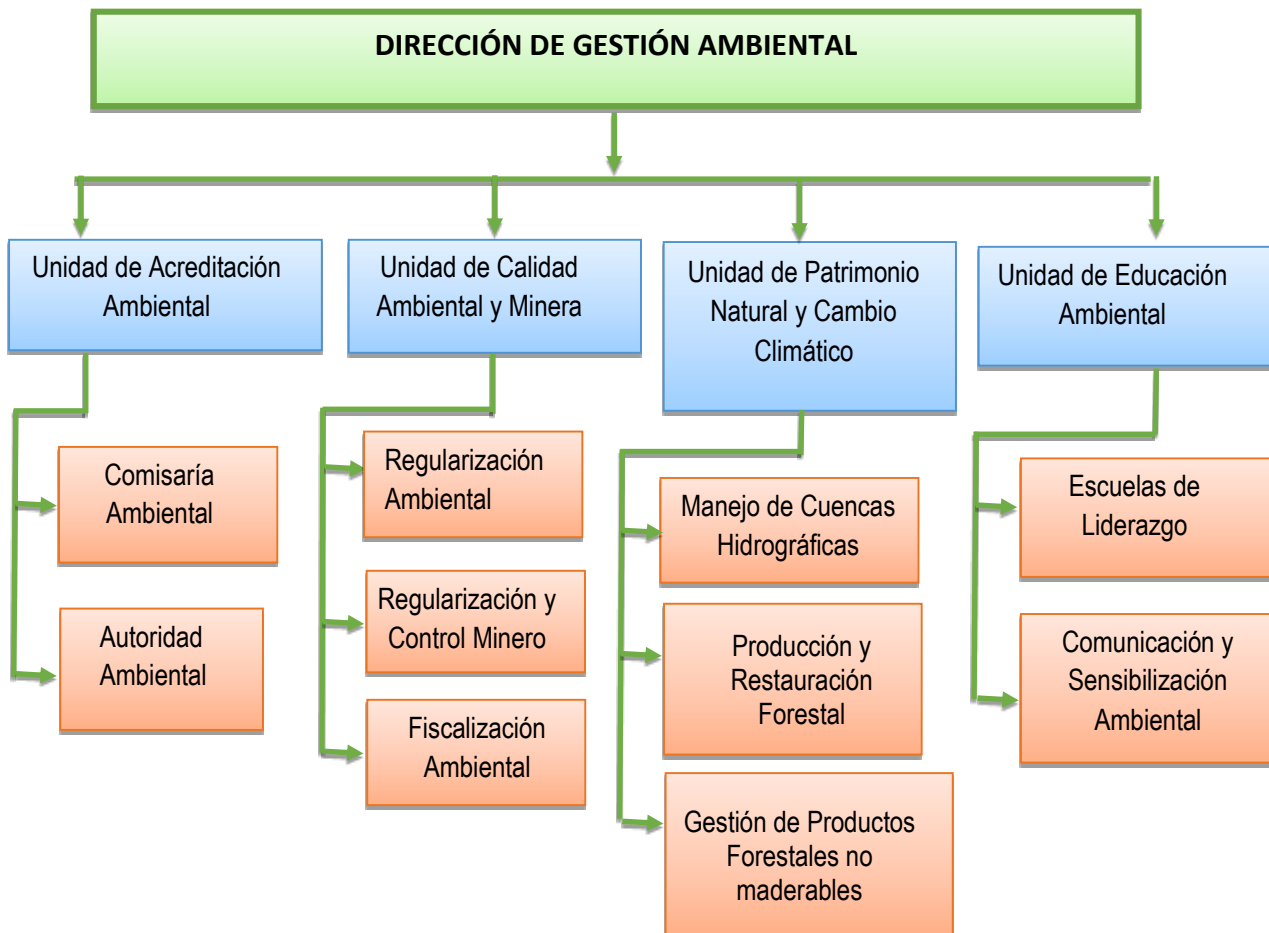 DIRECCIÓN DE GESTIÓN AMBIENTAL
Unidad de Acreditación
Ambiental
Unidad de Calidad
Ambiental y Minera
Unidad de Patrimonio
Natural y Cambio
Climático
Unidad de Educación
Ambiental
Comisaría
Ambiental
Autoridad
Ambiental
Regularización
Ambiental
Regularización y
Control Minero
Fiscalización
Ambiental
Manejo de Cuencas
Hidrográficas
Producción y
Restauración
Forestal
Gestión de Productos
Forestales no
maderables
Escuelas de
Liderazgo
Comunicación y
Sensibilización
Ambiental